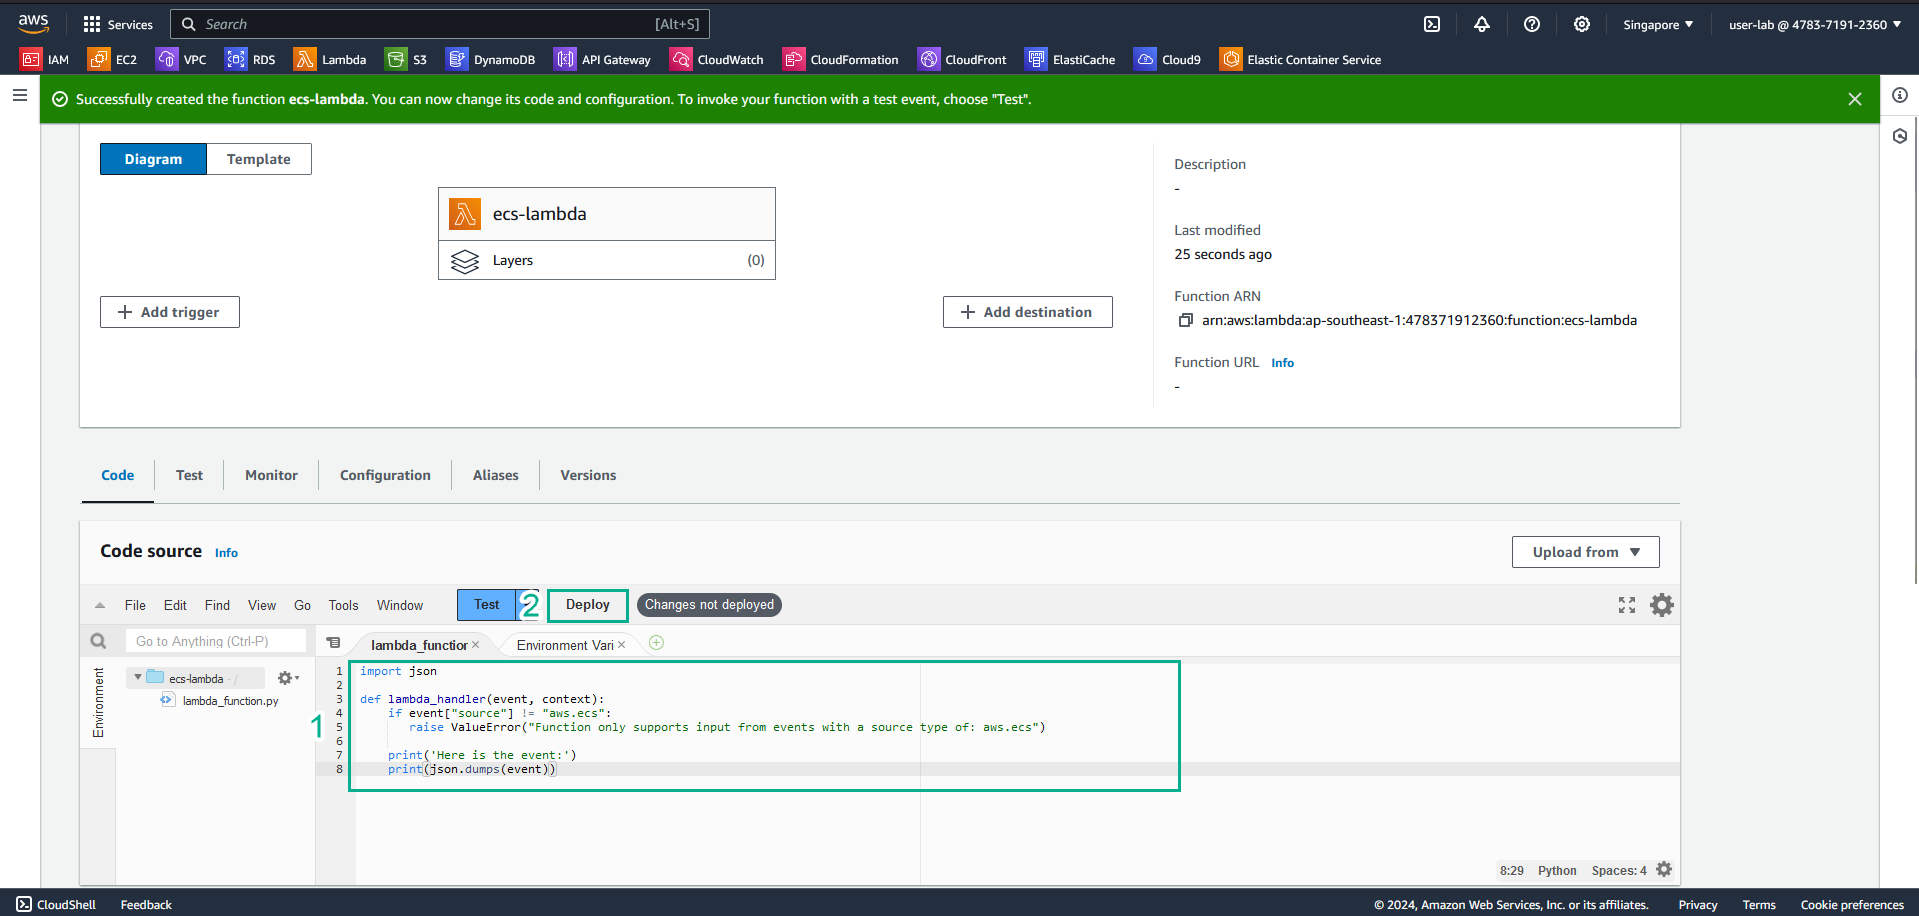 aws
Services
Search
[Alt+S]
Singapore
user-lab @ 4783-7191-2360
IAM
EC2
VPC
RDS
Lambda
S3
DynamoDB
API Gateway
CloudWatch
CloudFormation
CloudFront
ElastiCache
Cloud9
Elastic Container Service
Successfully created the function ecs-lambda. You can now change its code and configuration. To invoke your function with a test event, choose "Test".
Diagram
Template
ecs-lambda
Layers
(0)
Add trigger
Add destination
Description
-
Last modified
25 seconds ago
Function ARN
arn:aws:lambda:ap-southeast-1:478371912360:function:ecs-lambda
Function URL Info
-
Code
Test
Monitor
Configuration
Aliases
Versions
Code source Info
Upload from
File
Edit
Find
View
Go
Tools
Window
Test
2
Deploy
Changes not deployed
Go to Anything (Ctrl-P)
lambda_function
Environment Vari
Environment
ecs-lambda - /
lambda_function.py
1
1 import json
2
3 def lambda_handler(event, context):
4 if event["source"] != "aws.ecs":
5 raise ValueError("Function only supports input from events with a source type of: aws.ecs")
6
7 print('Here is the event:')
8 print(json.dumps(event))
8:29 Python Spaces: 4
CloudShell
Feedback
© 2024, Amazon Web Services, Inc. or its affiliates.
Privacy
Terms
Cookie preferences